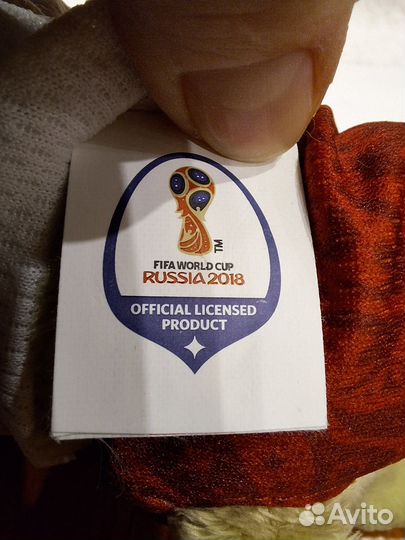 TM
FIFA WORLD CUP
RUSSIA 2018
OFFICIAL LICENSED
PRODUCT
Avito